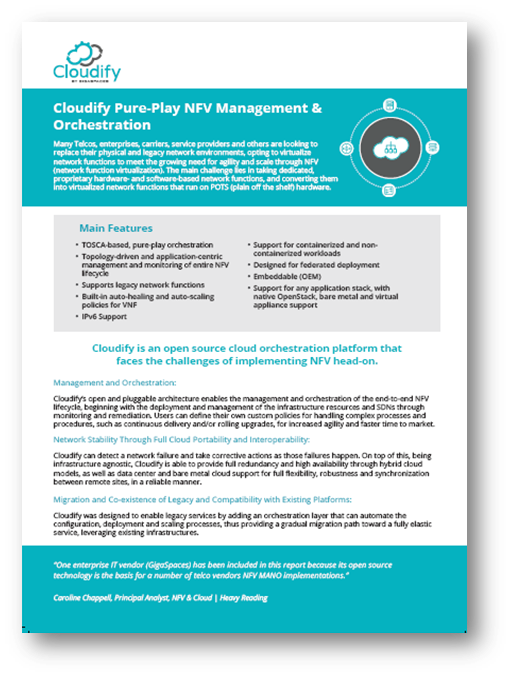 Cloudify
BY GIGASPACES
Cloudify Pure-Play NFV Management &
Orchestration
Many Telcos, enterprises, carriers, service providers and others are looking to
replace their physical and legacy network environments, opting to virtualize
network functions to meet the growing need for agility and scale through NFV
(network function virtualization). The main challenge lies in taking dedicated,
proprietary hardware- and software-based network functions, and converting them
into virtualized network functions that run on POTS (plain off the shelf) hardware.
Main Features
• TOSCA-based, pure-play orchestration
• Topology-driven and application-centric
management and monitoring of entire NFV
lifecycle
• Supports legacy network functions
• Built-in auto-healing and auto-scaling
policies for VNF
• IPv6 Support
• Support for containerized and non-
containerized workloads
• Designed for federated deployment
• Embeddable (OEM)
• Support for any application stack, with
native OpenStack, bare metal and virtual
appliance support
Cloudify is an open source cloud orchestration platform that
faces the challenges of implementing NFV head-on.
Management and Orchestration:
Cloudify's open and pluggable architecture enables the management and orchestration of the end-to-end NFV
lifecycle, beginning with the deployment and management of the infrastructure resources and SDNs through
monitoring and remediation. Users can define their own custom policies for handling complex processes and
procedures, such as continuous delivery and/or rolling upgrades, for increased agility and faster time to market.
Network Stability Through Full Cloud Portability and Interoperability:
Cloudify can detect a network failure and take corrective actions as those failures happen. On top of this, being
infrastructure agnostic, Cloudify is able to provide full redundancy and high availability through hybrid cloud
models, as well as data center and bare metal cloud support for full flexibility, robustness and synchronization
between remote sites, in a reliable manner.
Migration and Co-existence of Legacy and Compatibility with Existing Platforms:
Cloudify was designed to enable legacy services by adding an orchestration layer that can automate the
configuration, deployment and scaling processes, thus providing a gradual migration path toward a fully elastic
service, leveraging existing infrastructures.
"One enterprise IT vendor (GigaSpaces) has been included in this report because its open source
technology is the basis for a number of telco vendors NFV MANO implementations."
Caroline Chappell, Principal Analyst, NFV & Cloud | Heavy Reading